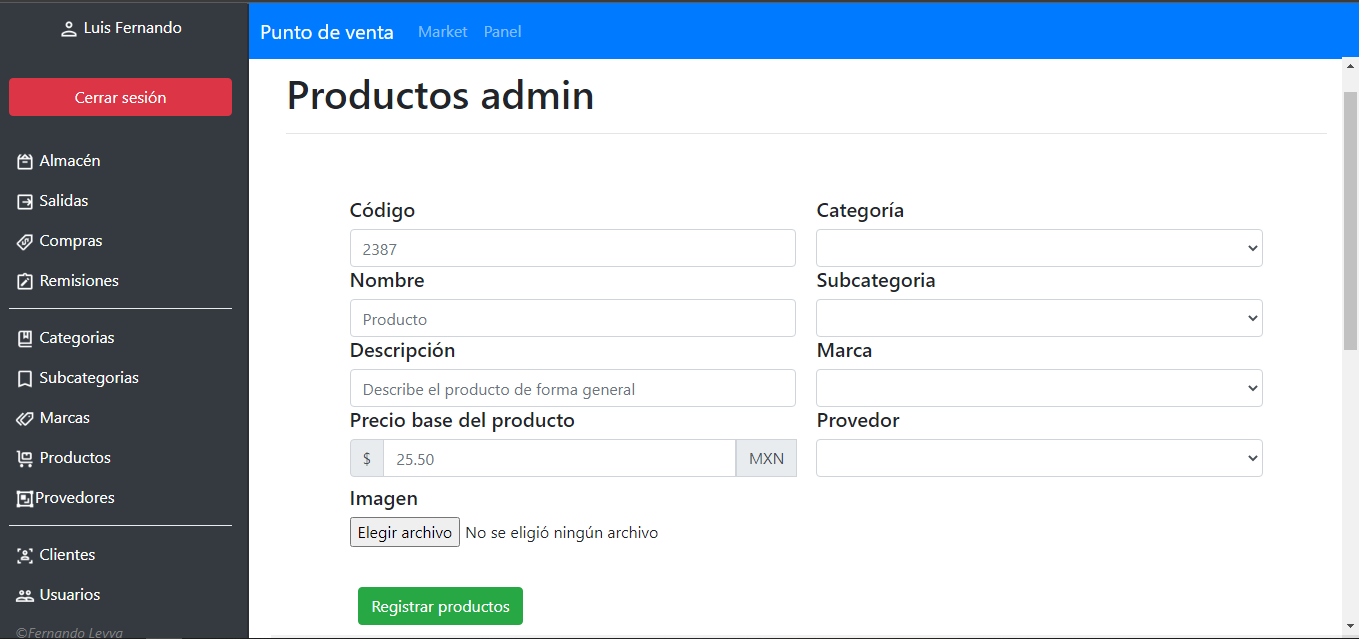 Luis Fernando
Cerrar sesión
Almacén
Salidas
Compras
Remisiones
Categorias
Subcategorias
Marcas
Productos
Provedores
Clientes
Usuarios
©Fernando Leyva
Punto de venta Market Panel
Productos admin
Código
2387
Nombre
Producto
Descripción
Describe el producto de forma general
Precio base del producto
$ 25.50 MXN
Imagen
Elegir archivo No se eligió ningún archivo
Registrar productos
Categoría
Subcategoria
Marca
Provedor